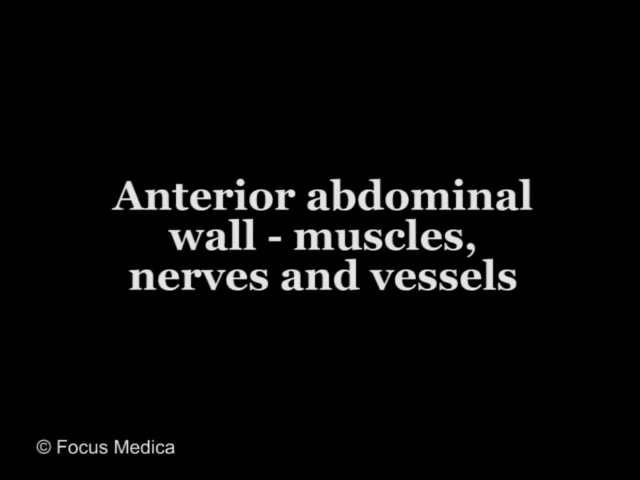 Anterior abdominal
wall - muscles,
nerves and vessels
© Focus Medica